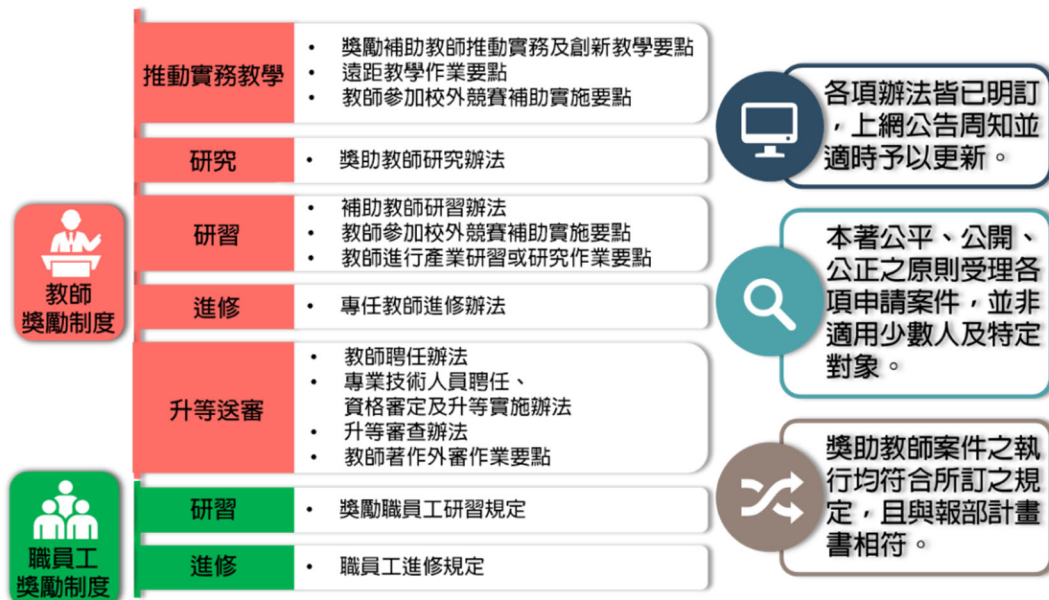 推動實務教學
• 獎勵補助教師推動實務及創新教學要點
• 遠距教學作業要點
• 教師參加校外競賽補助實施要點
研究
• 獎助教師研究辦法
教師
獎勵制度
研習
• 補助教師研習辦法
• 教師參加校外競賽補助實施要點
• 教師進行產業研習或研究作業要點
進修
• 專任教師進修辦法
升等送審
• 教師聘任辦法
• 專業技術人員聘任、
資格審定及升等實施辦法
• 升等審查辦法
• 教師著作外審作業要點
職員工
獎勵制度
研習
• 獎勵職員工研習規定
進修
• 職員工進修規定
各項辦法皆已明訂
，上網公告周知並
適時予以更新。
本著公平、公開、
公正之原則受理各
項申請案件，並非
適用少數人及特定
對象。
獎助教師案件之執
行均符合所訂之規
定，且與報部計畫
書相符。